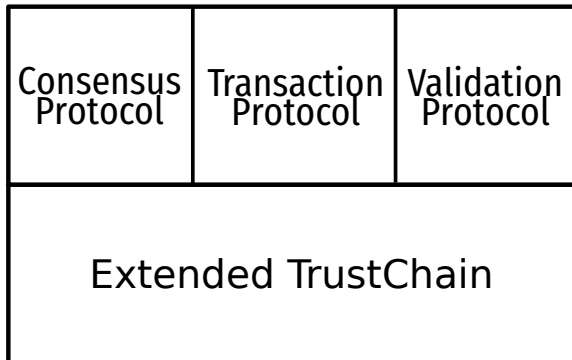 Consensus
Protocol
Transaction
Protocol
Validation
Protocol
Extended TrustChain